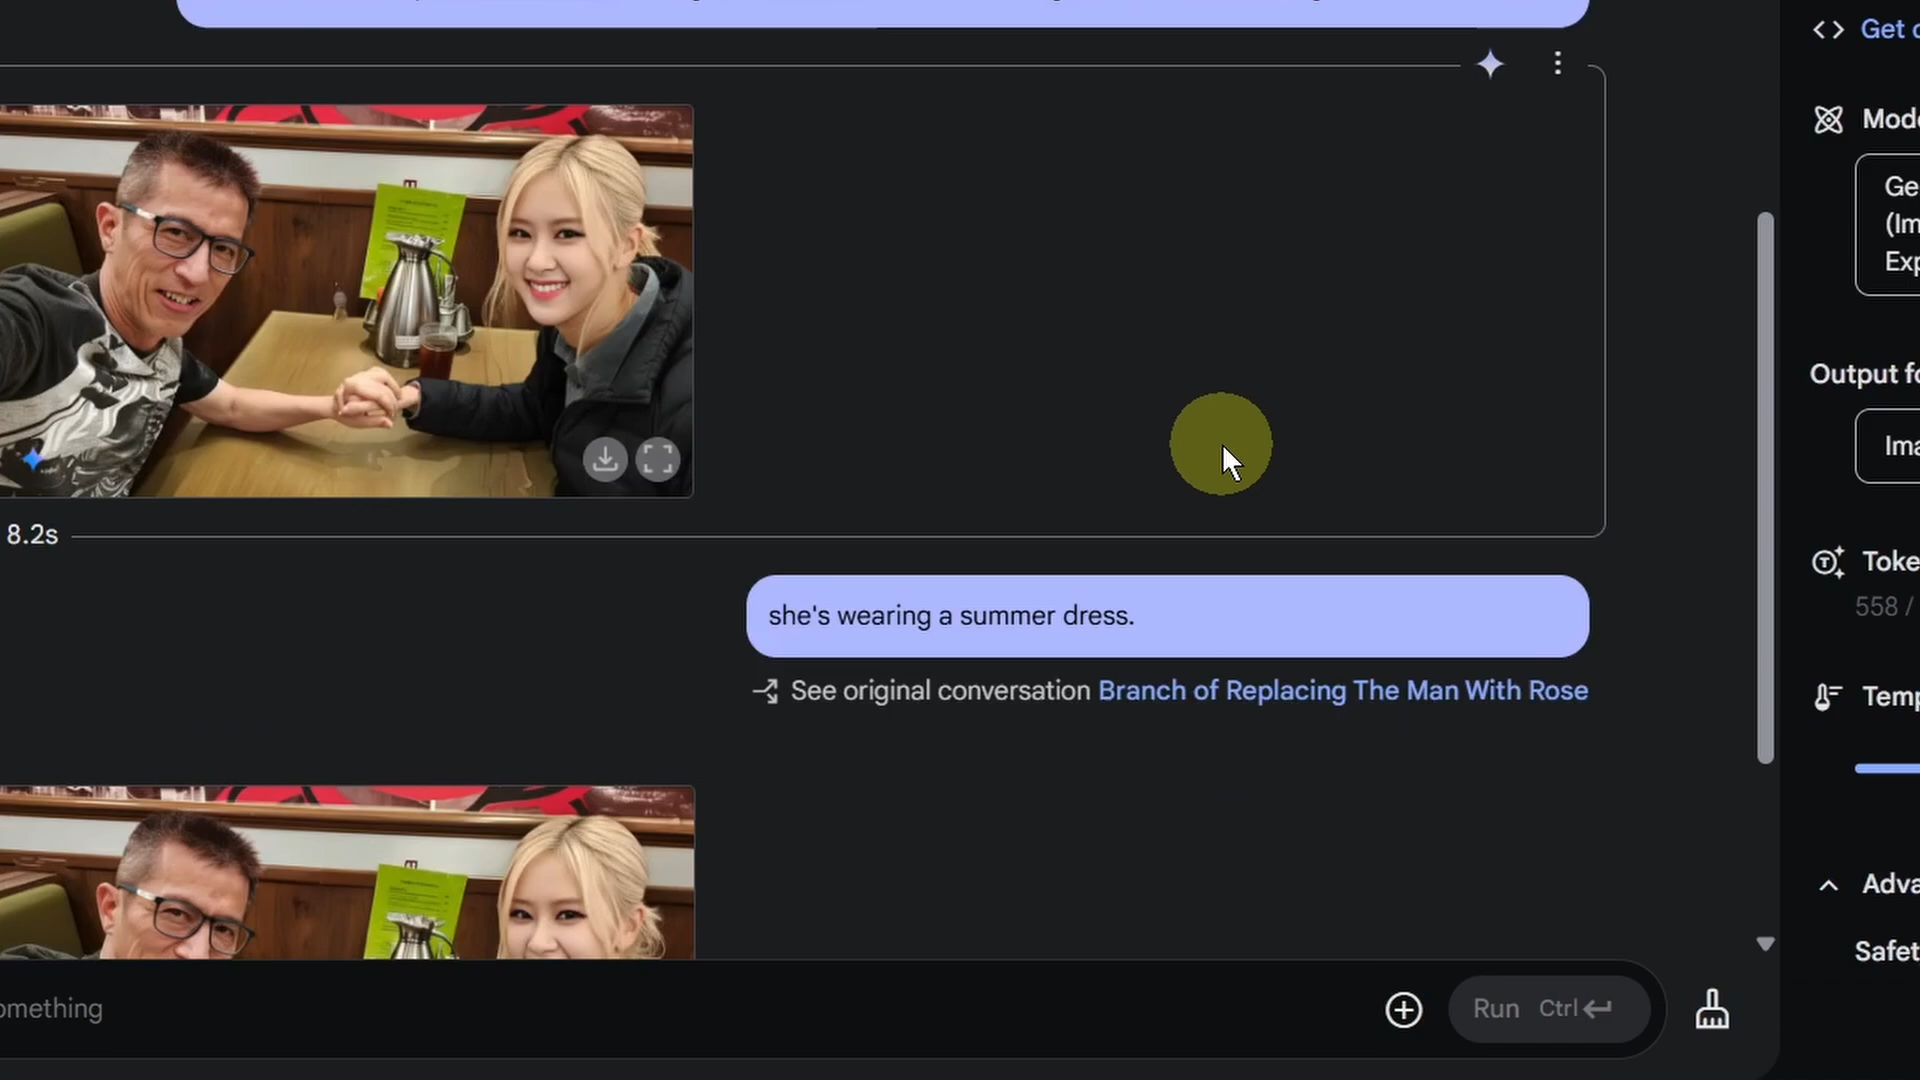 Get
Mode
Ge
(Im
Exp
8.2s
Output fo
Ima
she's wearing a summer dress.
Toke
558 /
See original conversation Branch of Replacing The Man With Rose
Temp
Adva
Safet
omething
Run Ctrl